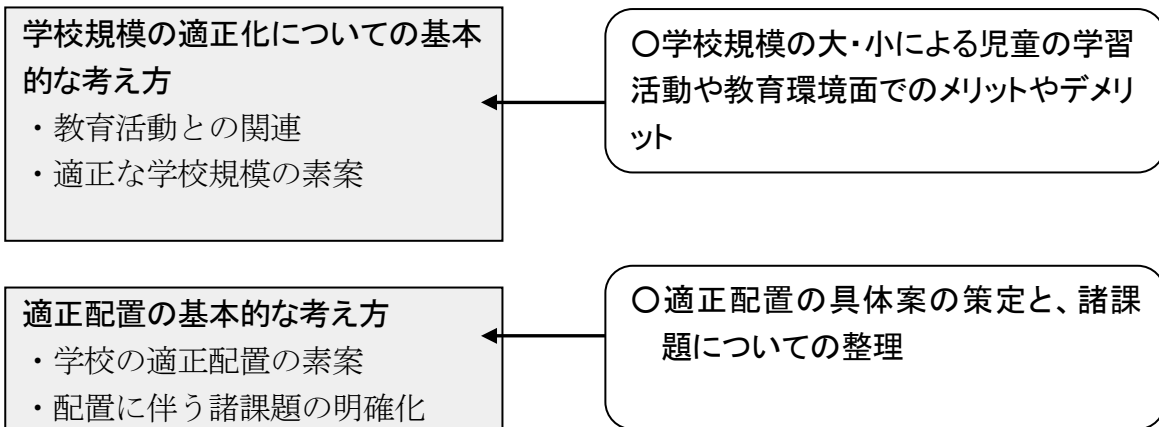 学校規模の適正化についての基本
的な考え方
・教育活動との関連
・適正な学校規模の素案
○学校規模の大・小による児童の学習
活動や教育環境面でのメリットやデメリ
ット
適正配置の基本的な考え方
・学校の適正配置の素案
・配置に伴う諸課題の明確化
○適正配置の具体案の策定と、諸課
題についての整理